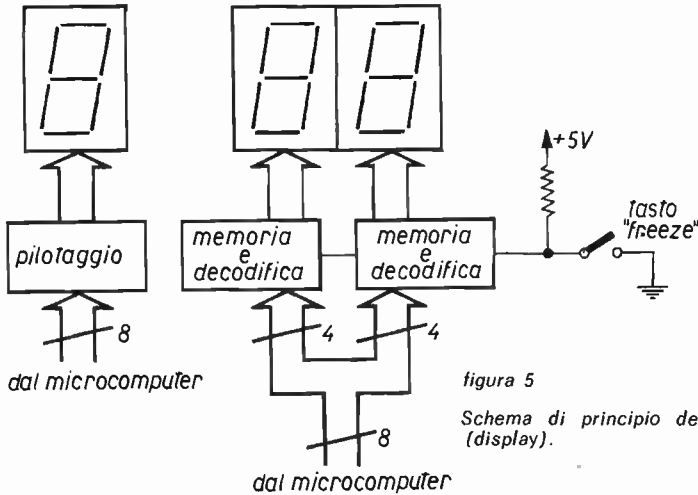 +5V
tasto
"freeze"
pilotaggio
memoria
e
decodifica
memoria
e
decodifica
8
4
4
dal microcomputer
8
dal microcomputer
figura 5
Schema di principio de
(display).